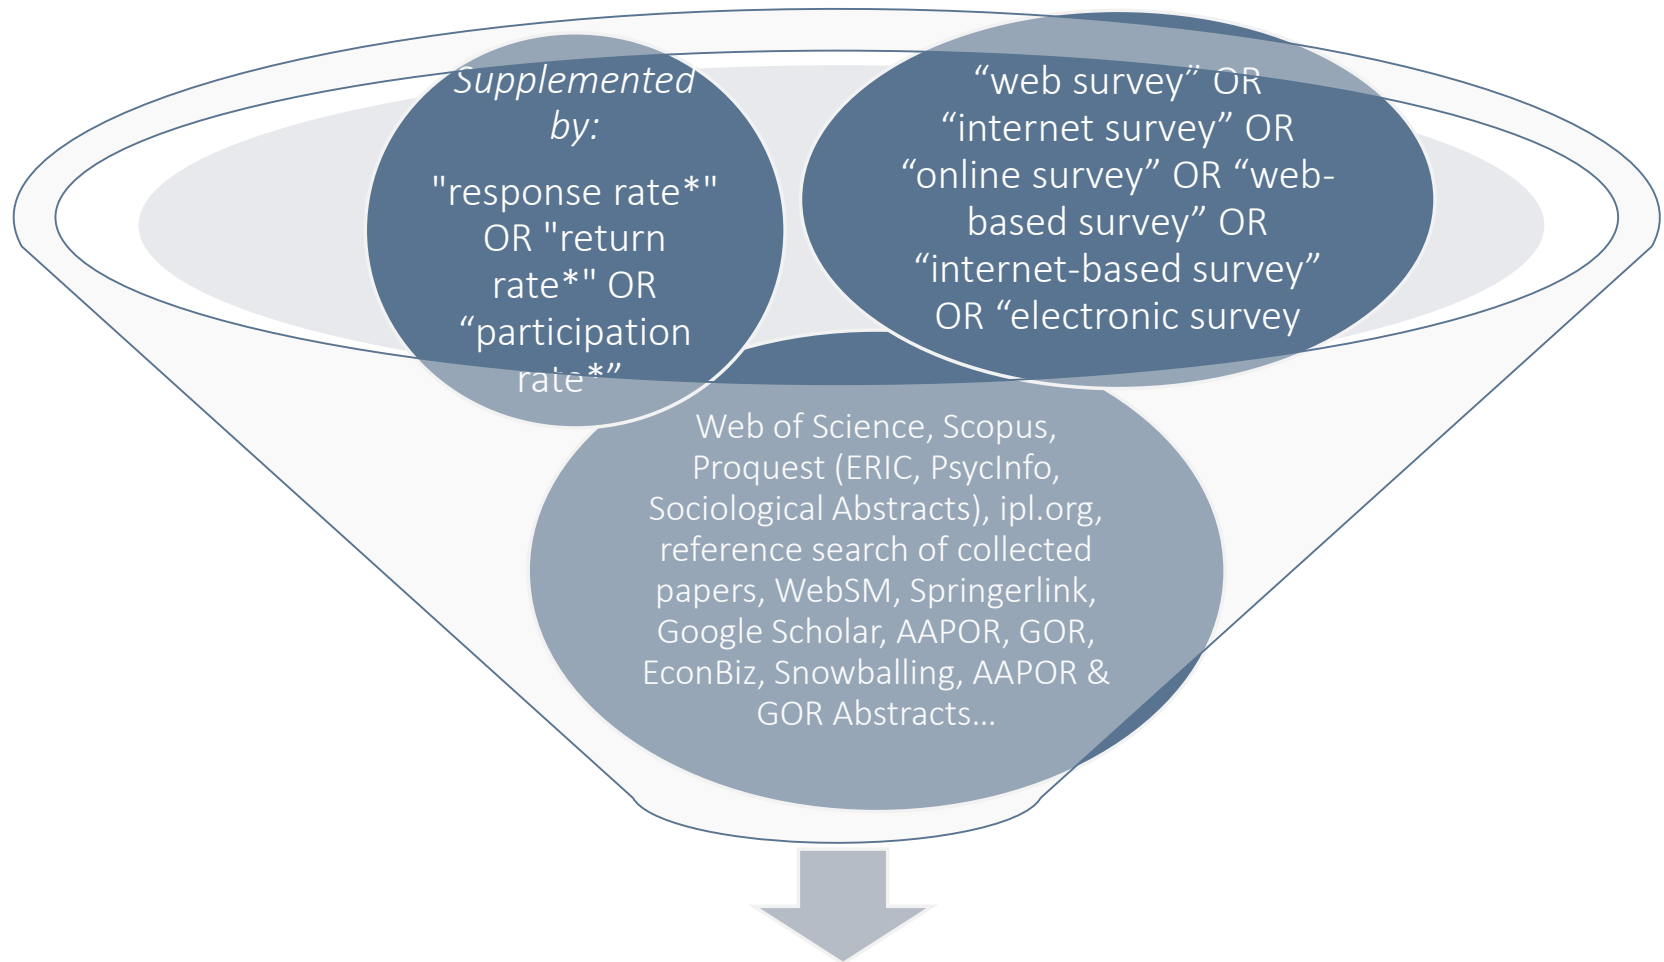 Supplemented
by:
"response rate*"
OR "return
rate*" OR
“participation
rate*”
“web survey” OR
“internet survey” OR
“online survey” OR “web-
based survey” OR
“internet-based survey”
OR “electronic survey
Web of Science, Scopus,
Proquest (ERIC, PsycInfo,
Sociological Abstracts), ipl.org,
reference search of collected
papers, WebSM, Springerlink,
Google Scholar, AAPOR, GOR,
EconBiz, Snowballing, AAPOR &
GOR Abstracts...